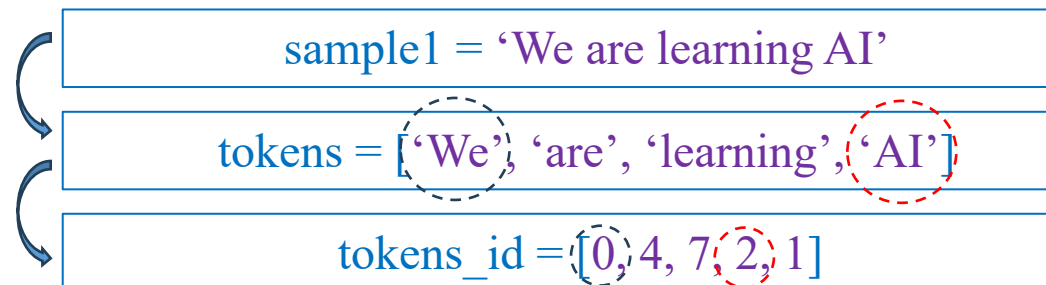 sample1 = ‘We are learning AI’
tokens = [‘We’, ‘are’, ‘learning’, ‘AI’]
tokens_id = [0, 4, 7, 2, 1]